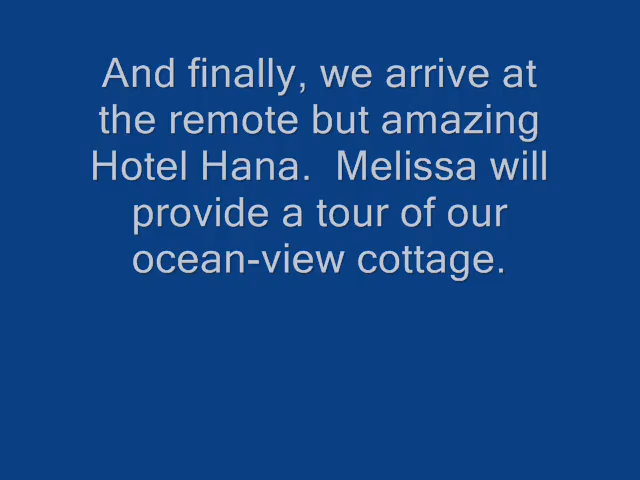 And finally, we arrive at
the remote but amazing
Hotel Hana.  Melissa will
provide a tour of our
ocean-view cottage.